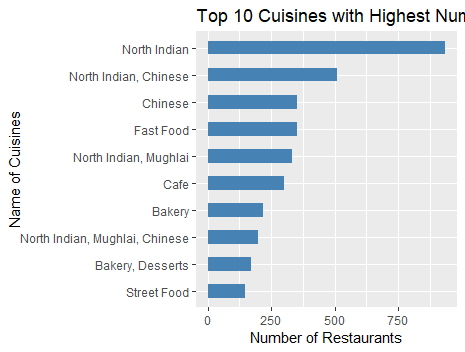 Top 10 Cuisines with Highest Num
North Indian
North Indian, Chinese
Chinese
Fast Food
North Indian, Mughlai
Cafe
Bakery
North Indian, Mughlai, Chinese
Bakery, Desserts
Street Food
Name of Cuisines
0 250 500 750
Number of Restaurants